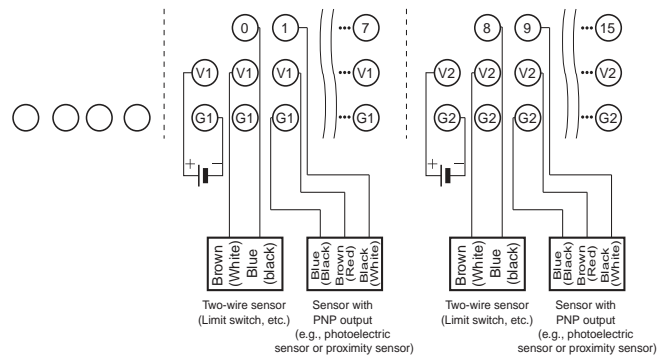 0 1 ••• 7 8 9 ••• 15
V1 V1 V1 ••• V1 V2 V2 V2 ••• V2
G1 G1 G1 ••• G1 G2 G2 G2 ••• G2
+ − + −
Brown
(White)
Blue
(black)
Blue
(Black)
Brown
(Red)
Black
(White)
Brown
(White)
Blue
(black)
Blue
(Black)
Brown
(Red)
Black
(White)
Two-wire sensor
(Limit switch, etc.)
Sensor with
PNP output
(e.g., photoelectric
sensor or proximity sensor)
Two-wire sensor
(Limit switch, etc.)
Sensor with
PNP output
(e.g., photoelectric
sensor or proximity sensor)